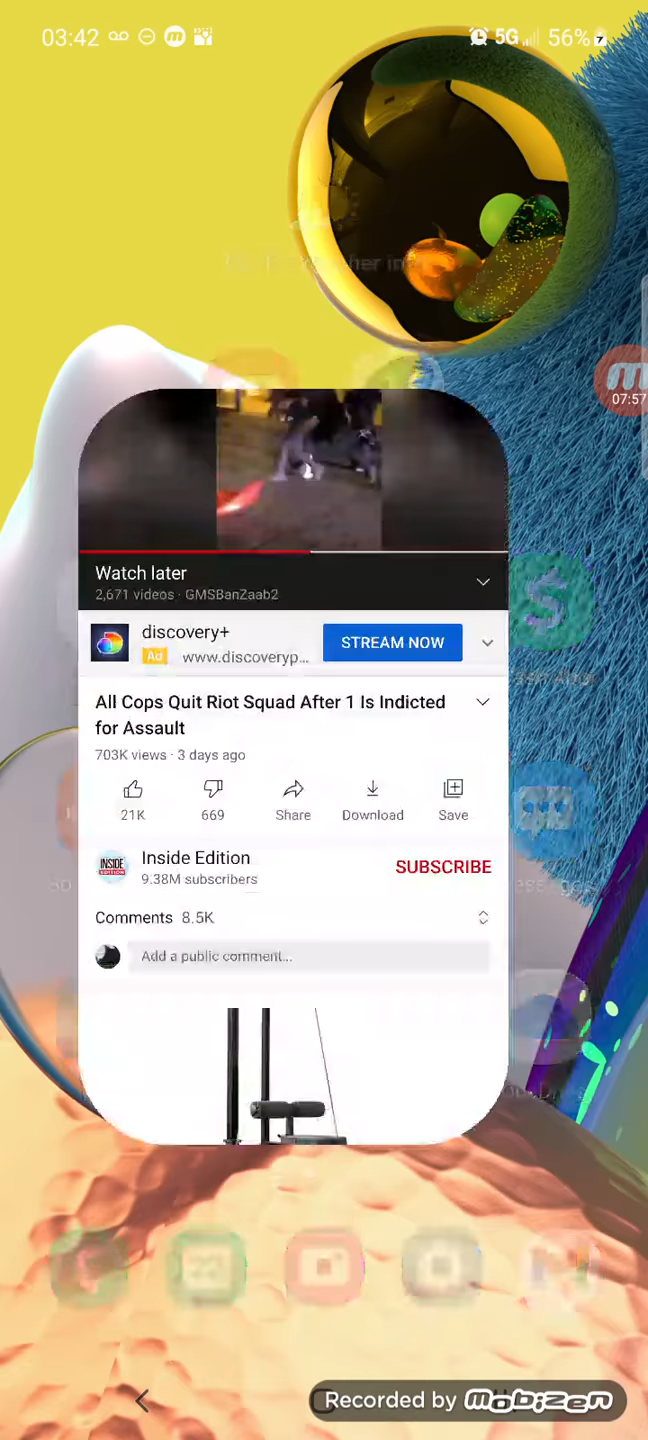 03:42
5G 56%
07:57
Watch later
2,671 videos · GMSBanZaab2
discovery+
Ad www.discoveryp...
STREAM NOW
All Cops Quit Riot Squad After 1 Is Indicted
for Assault
703K views · 3 days ago
21K 669 Share Download Save
INSIDE EDITION
Inside Edition
9.38M subscribers
SUBSCRIBE
Comments 8.5K
Add a public comment...
Recorded by mobizen